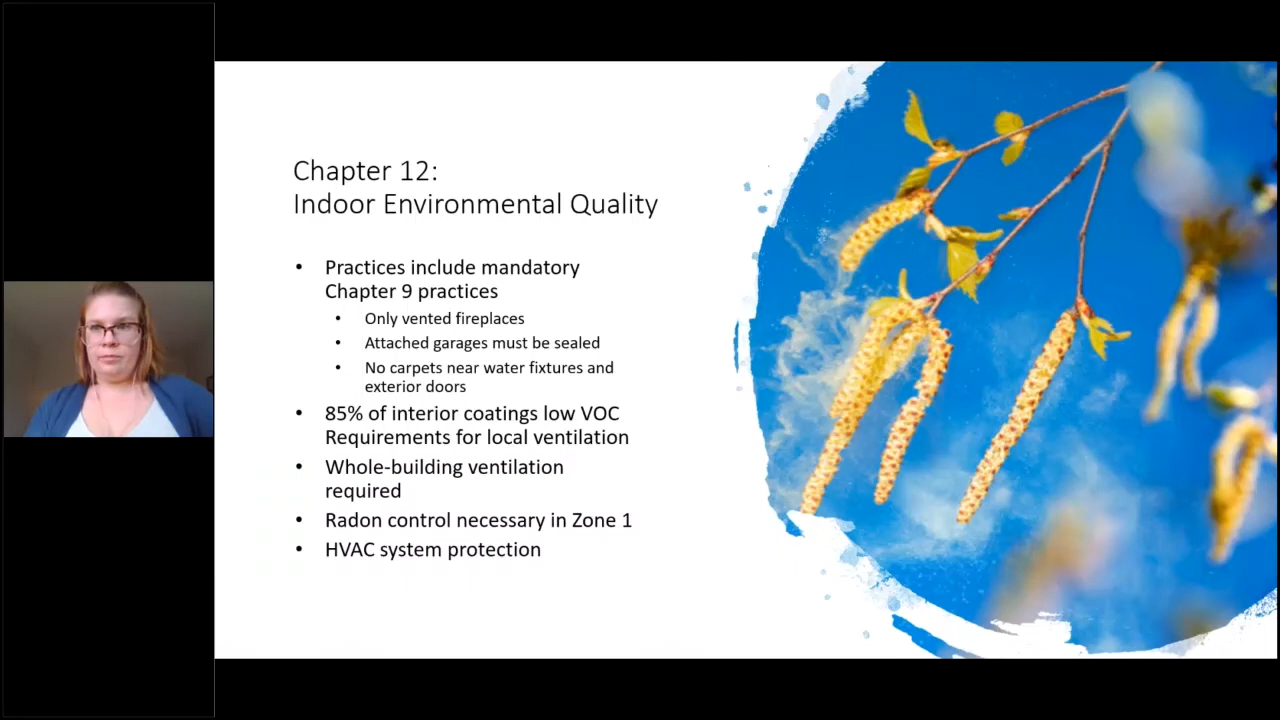 Chapter 12:
Indoor Environmental Quality
• Practices include mandatory
Chapter 9 practices
• Only vented fireplaces
• Attached garages must be sealed
• No carpets near water fixtures and
exterior doors
• 85% of interior coatings low VOC
Requirements for local ventilation
• Whole-building ventilation
required
• Radon control necessary in Zone 1
• HVAC system protection